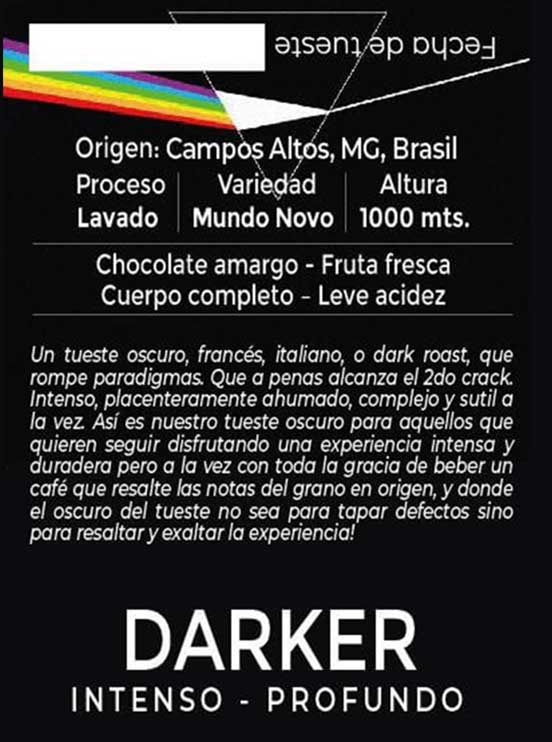 Fecha de tueste
Origen: Campos Altos, MG, Brasil
Proceso Variedad Altura
Lavado Mundo Novo 1000 mts.
Chocolate amargo - Fruta fresca
Cuerpo completo - Leve acidez
Un tueste oscuro, francés, italiano, o dark roast, que
rompe paradigmas. Que a penas alcanza el 2do crack.
Intenso, placenteramente ahumado, complejo y sutil a
la vez. Así es nuestro tueste oscuro para aquellos que
quieren seguir disfrutando una experiencia intensa y
duradera pero a la vez con toda la gracia de beber un
café que resalte las notas del grano en origen, y donde
el oscuro del tueste no sea para tapar defectos sino
para resaltar y exaltar la experiencia!
DARKER
INTENSO - PROFUNDO